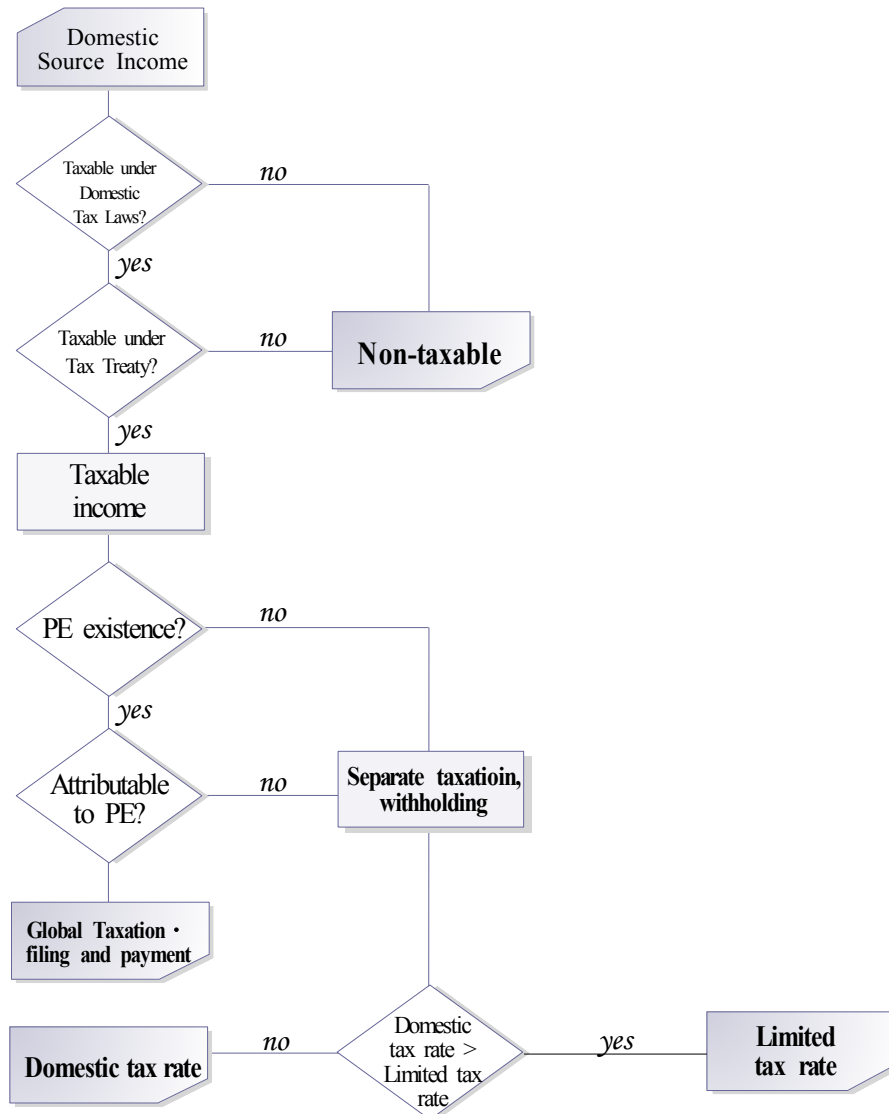 Domestic
Source Income
Taxable under
Domestic
Tax Laws?
no
yes
Taxable under
Tax Treaty?
no
Non-taxable
yes
Taxable
income
PE existence?
no
yes
Attributable
to PE?
no
Separate taxatioin,
withholding
Global Taxation ·
filing and payment
Domestic tax rate
no
Domestic
tax rate >
Limited tax
rate
yes
Limited
tax rate